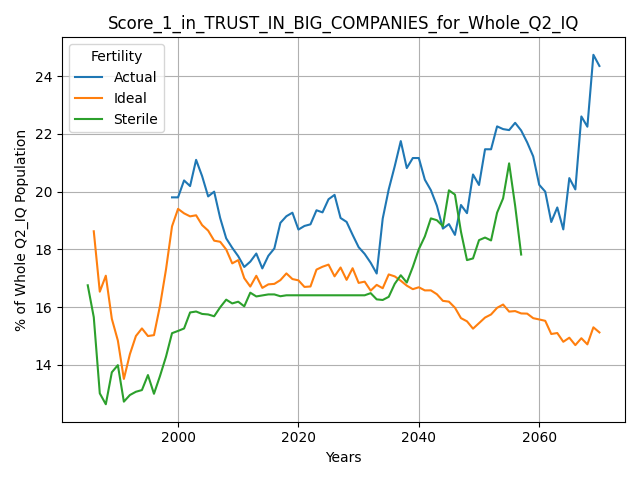 Score_1_in_TRUST_IN_BIG_COMPANIES_for_Whole_Q2_IQ
Fertility
Actual
Ideal
Sterile
% of Whole Q2_IQ Population
24
22
20
18
16
14
2000
2020
2040
2060
Years